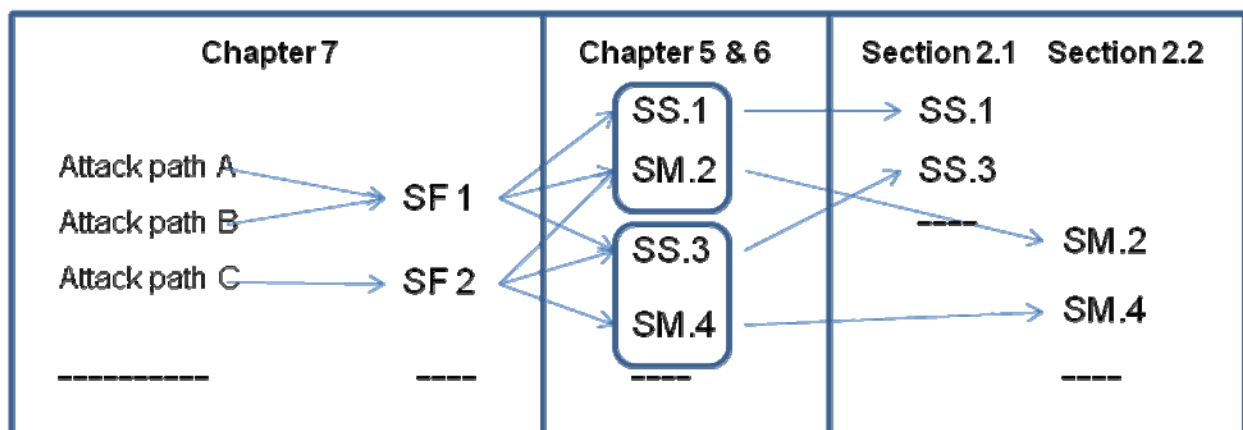 Chapter 7
Attack path A
Attack path B
Attack path C
----------
SF 1
SF 2
----
Chapter 5 & 6
SS.1
SM.2
SS.3
SM.4
----
Section 2.1 Section 2.2
SS.1
SS.3
----
SM.2
SM.4
----